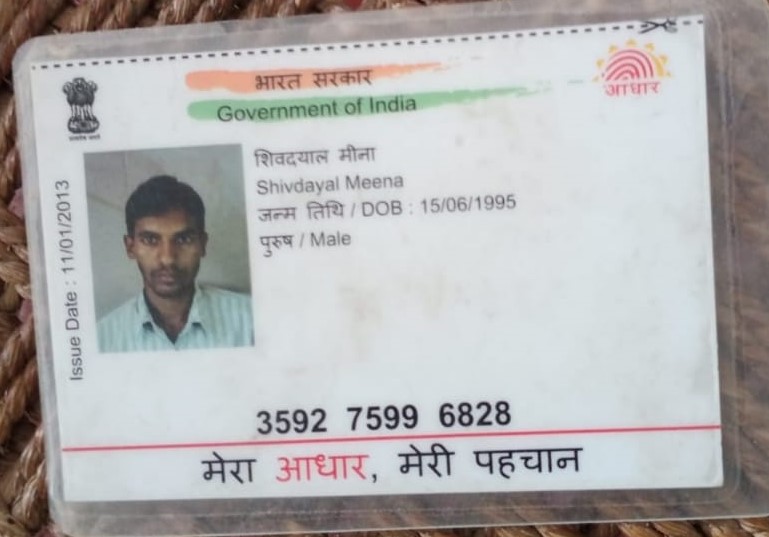 भारत सरकार
Government of India
आधार
शिवदयाल मीना
Shivdayal Meena
जन्म तिथि / DOB : 15/06/1995
पुरुष / Male
Issue Date : 11/01/2013
3592 7599 6828
मेरा आधार, मेरी पहचान